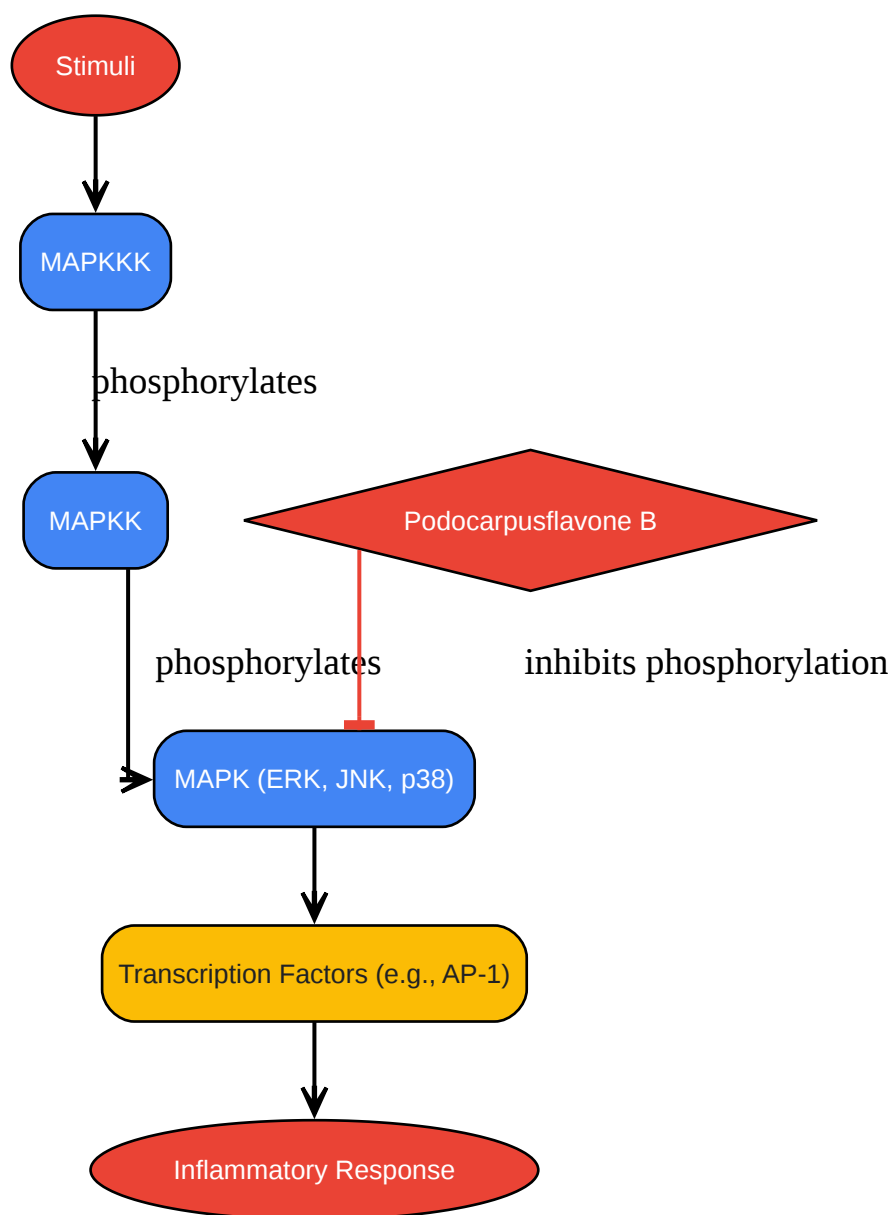 Stimuli
MAPKKK
phosphorylates
MAPKK
Podocarpusflavone B
phosphorylates
inhibits phosphorylation
MAPK (ERK, JNK, p38)
Transcription Factors (e.g., AP-1)
Inflammatory Response